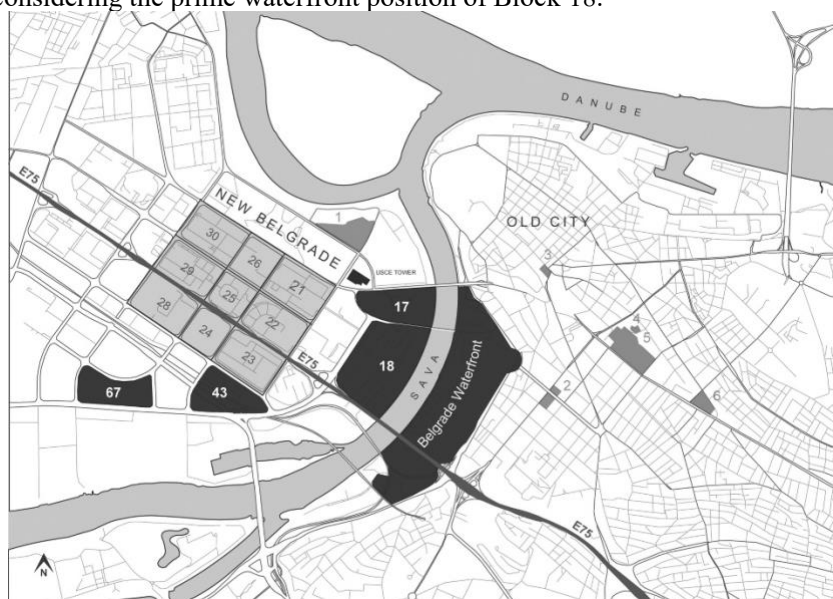 considering the prime waterfront position of Block 18.
DANUBE
E75
NEW BELGRADE
1
OLD CITY
30
26
3
USCE TOWER
29
21
25
28
22
17
4
24
5
23
E75
18
SAVA
Belgrade Waterfront
67
43
2
6
E75
N